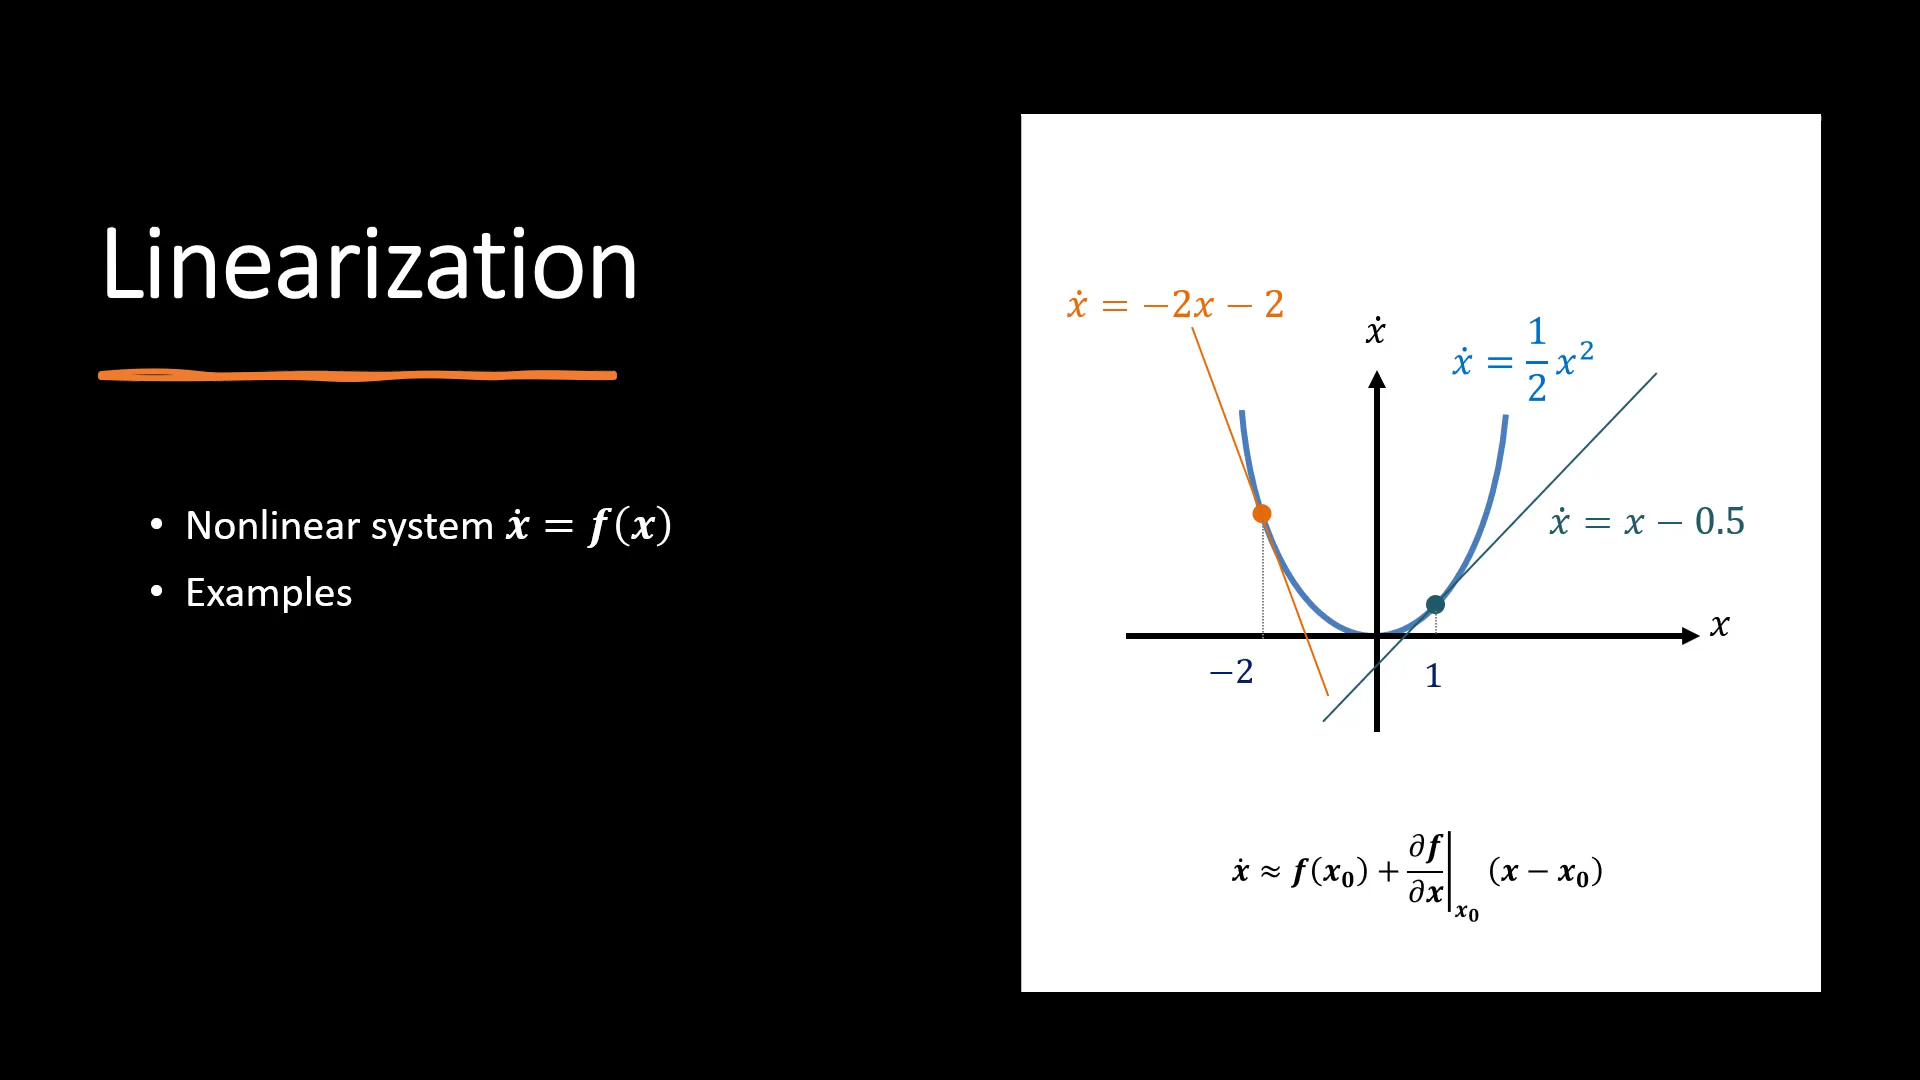 Linearization
• Nonlinear system ẋ = f(x)
• Examples
ẋ = −2x − 2
ẋ
ẋ = 1/2 x²
ẋ = x − 0.5
x
−2
1
ẋ ≈ f(x₀) + ∂f/∂x|ₓ₀ (x − x₀)